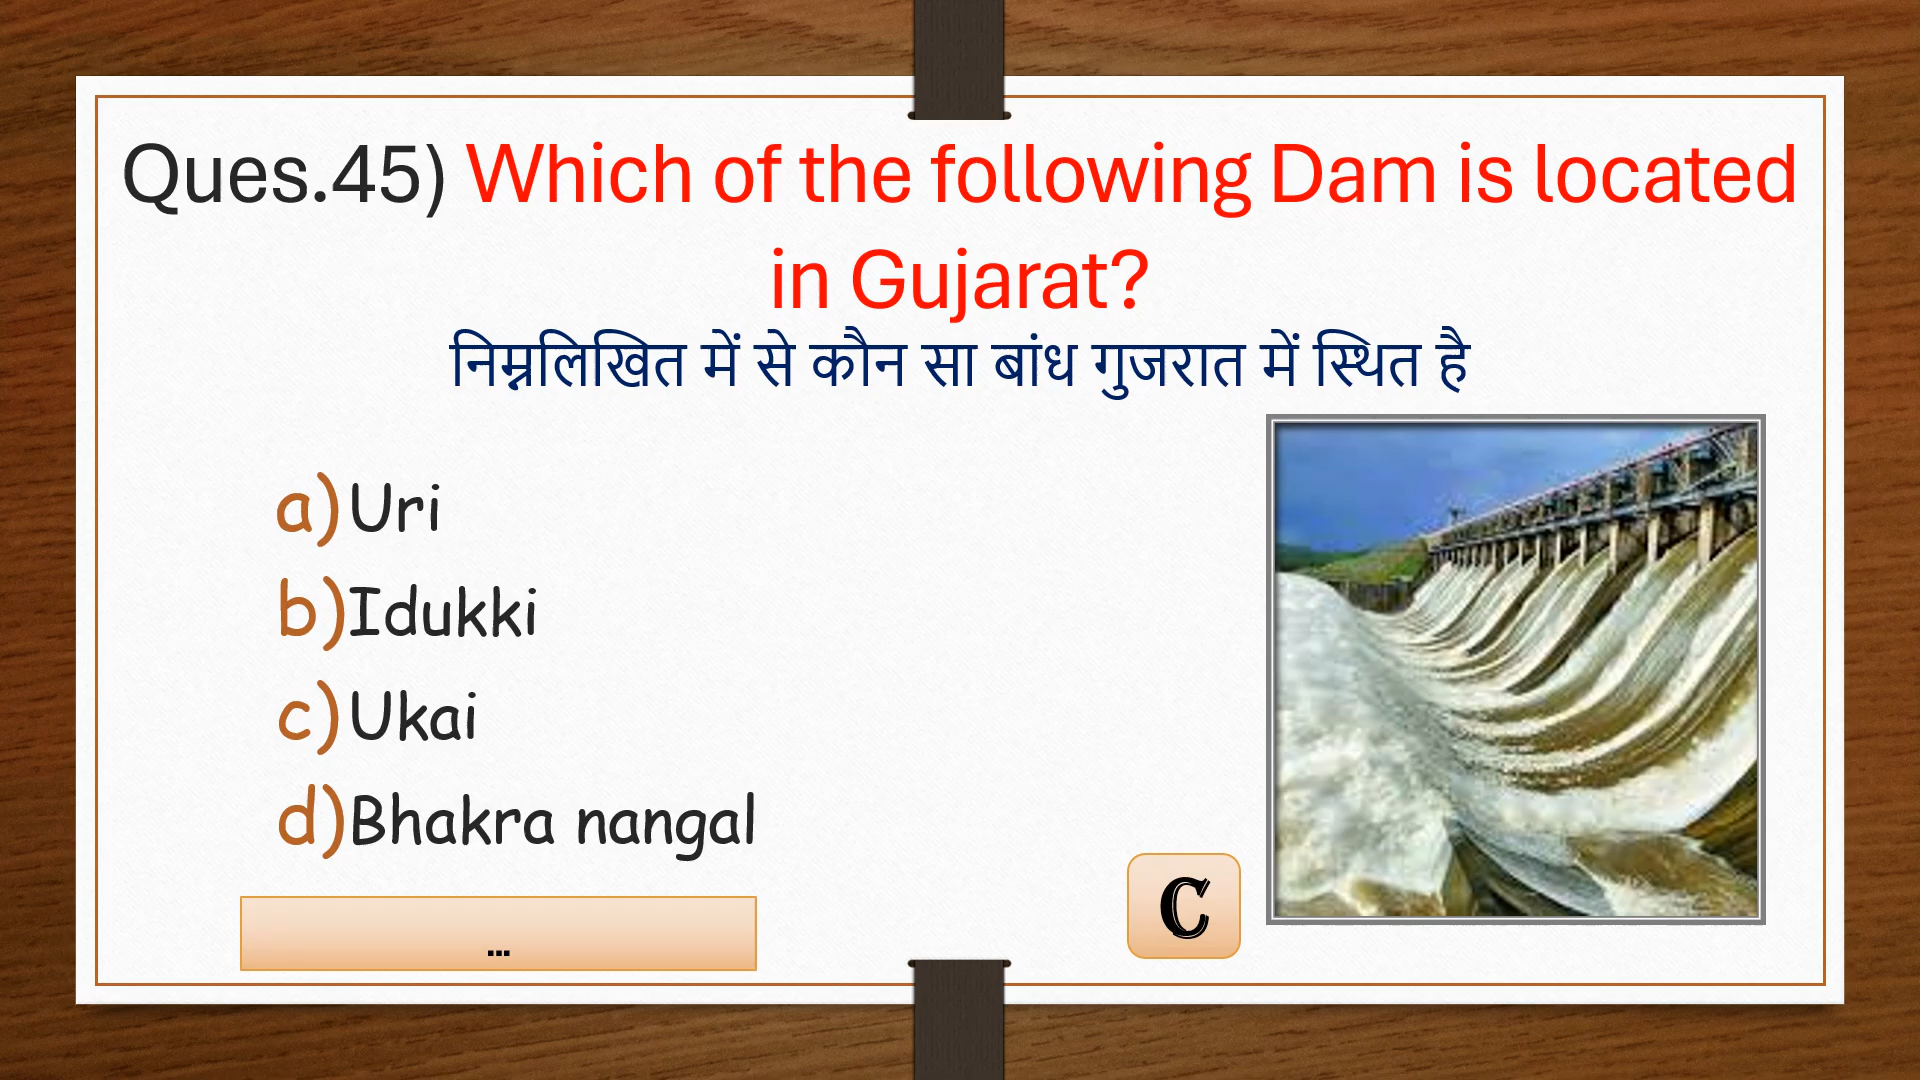 Ques.45) Which of the following Dam is located
in Gujarat?
निम्नलिखित में से कौन सा बांध गुजरात में स्थित है
a) Uri
b) Idukki
c) Ukai
d) Bhakra nangal
...
C